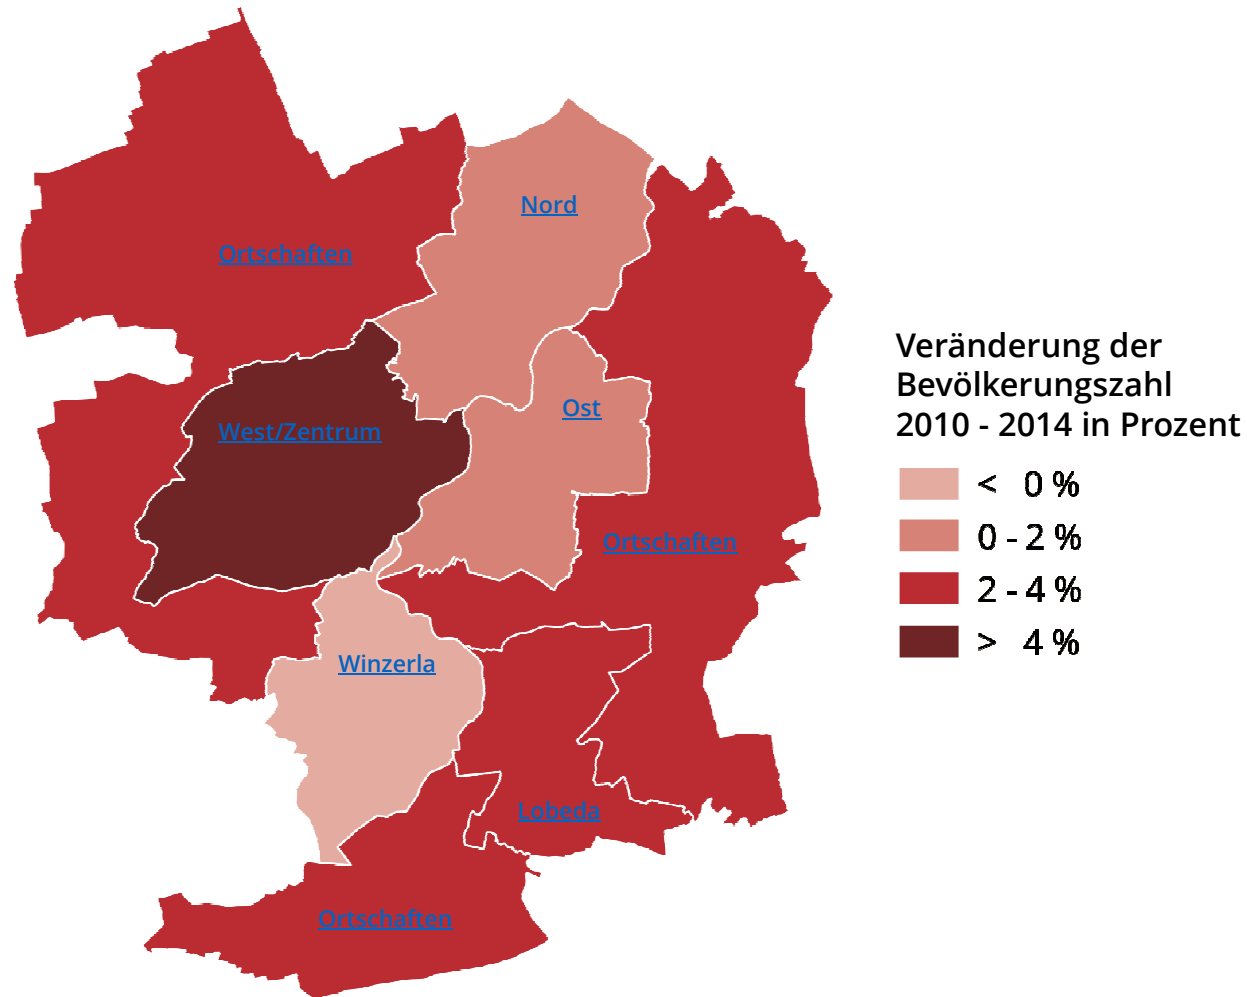 Nord
Ortschaften
Veränderung der
Bevölkerungszahl
2010 - 2014 in Prozent
Ost
West/Zentrum
< 0 %
0 - 2 %
Ortschaften
2 - 4 %
> 4 %
Winzerla
Lobeda
Ortschaften